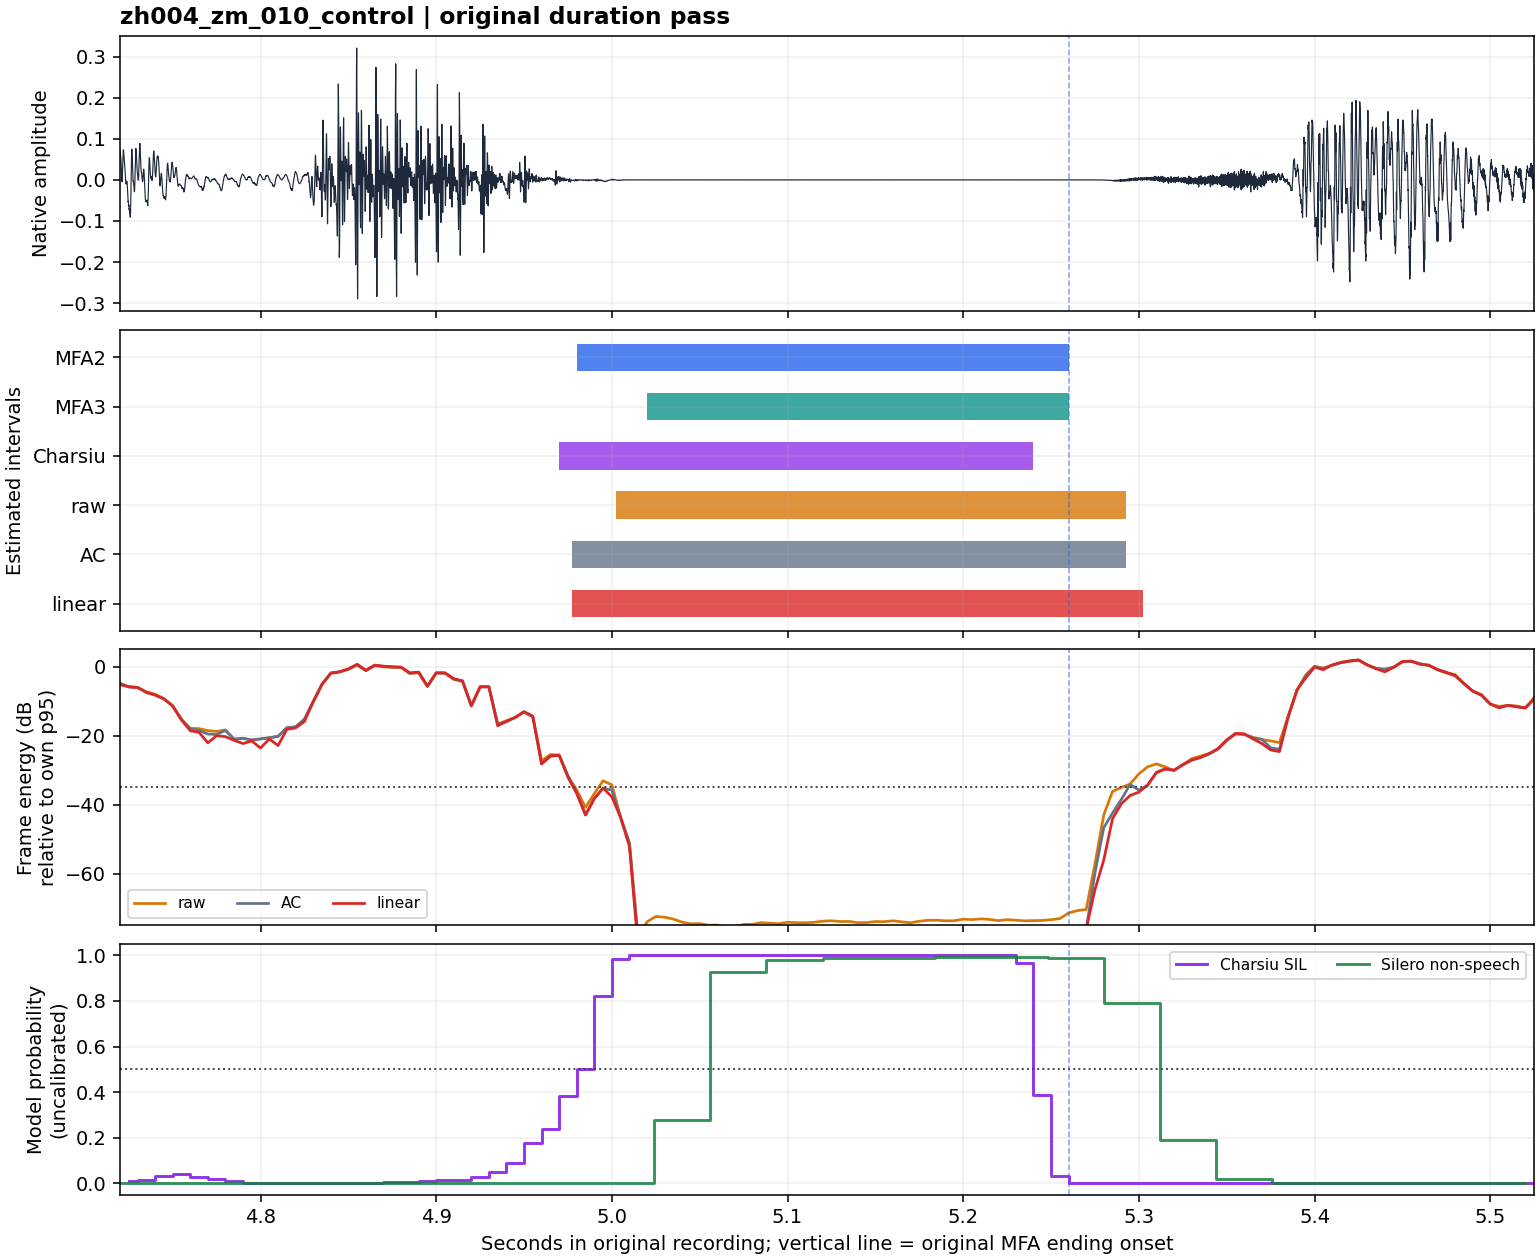 zh004_zm_010_control | original duration pass
Native amplitude
0.3
0.2
0.1
0.0
−0.1
−0.2
−0.3
Estimated intervals
MFA2
MFA3
Charsiu
raw
AC
linear
Frame energy (dB
relative to own p95)
0
−20
−40
−60
raw AC linear
Model probability
(uncalibrated)
1.0
0.8
0.6
0.4
0.2
0.0
Charsiu SIL Silero non-speech
4.8 4.9 5.0 5.1 5.2 5.3 5.4 5.5
Seconds in original recording; vertical line = original MFA ending onset